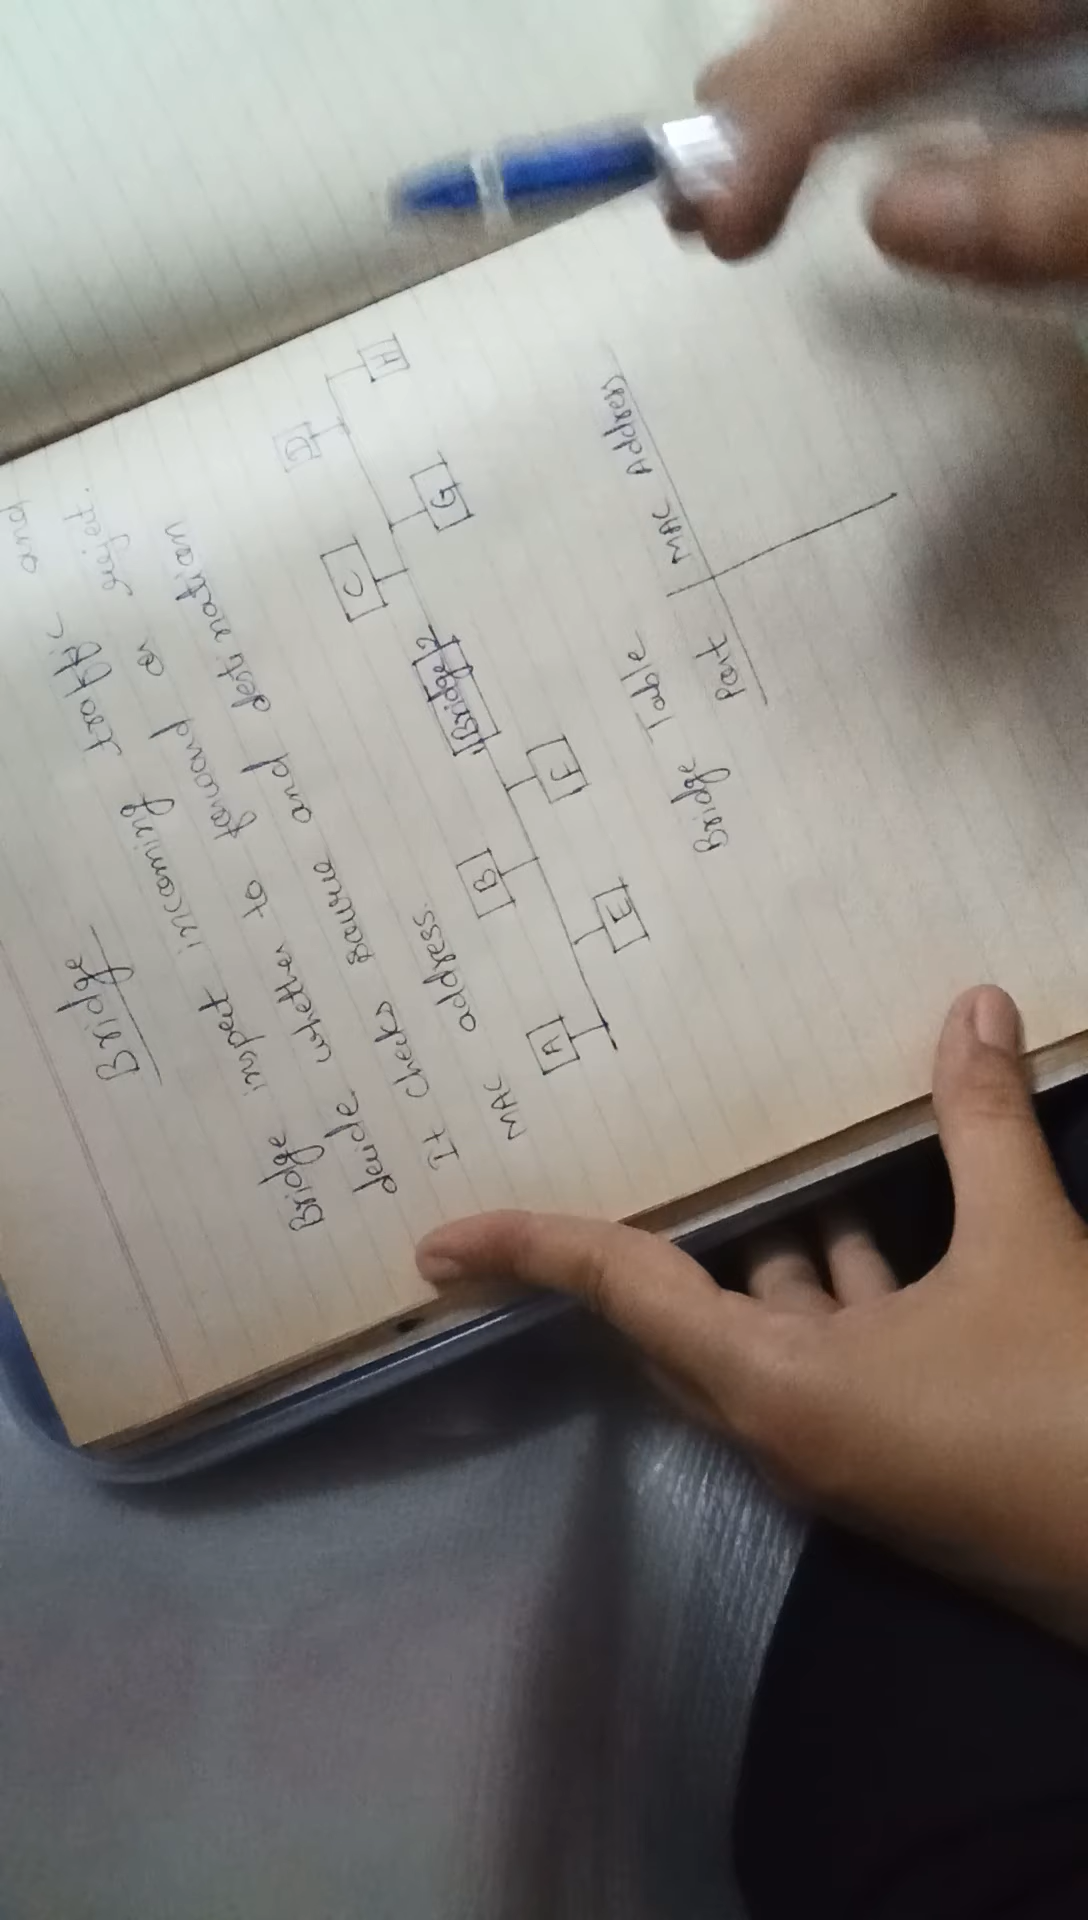 Bridge
Bridge inspect incoming traffic and
decide whether to forward or reject.
It checks source and destination
MAC address.
A B C D
1 Bridge 2
E F G H
Bridge Table
Port MAC Address